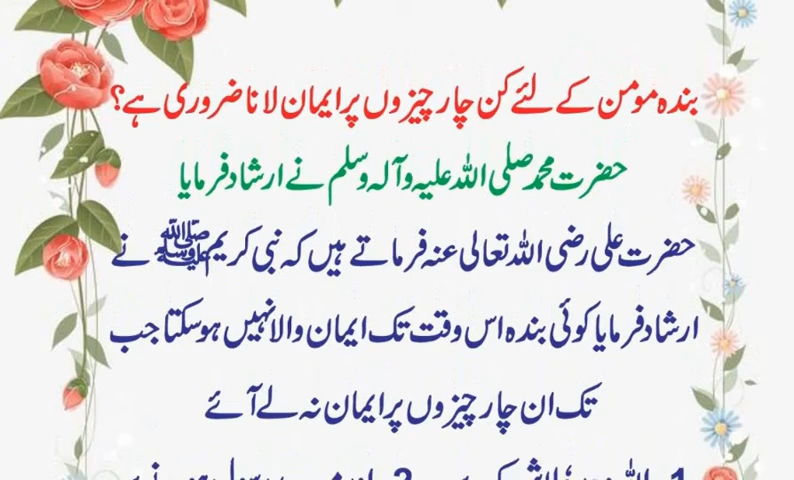 بندہ مومن کے لئے کن چار چیزوں پر ایمان لانا ضروری ہے؟
حضرت محمد صلی اللہ علیہ وآلہ وسلم نے ارشاد فرمایا
حضرت علی رضی اللہ تعالی عنہ فرماتے ہیں کہ نبی کریم ﷺ نے
ارشاد فرمایا کوئی بندہ اس وقت تک ایمان والا نہیں ہو سکتا جب
تک ان چار چیزوں پر ایمان نہ لے آئے